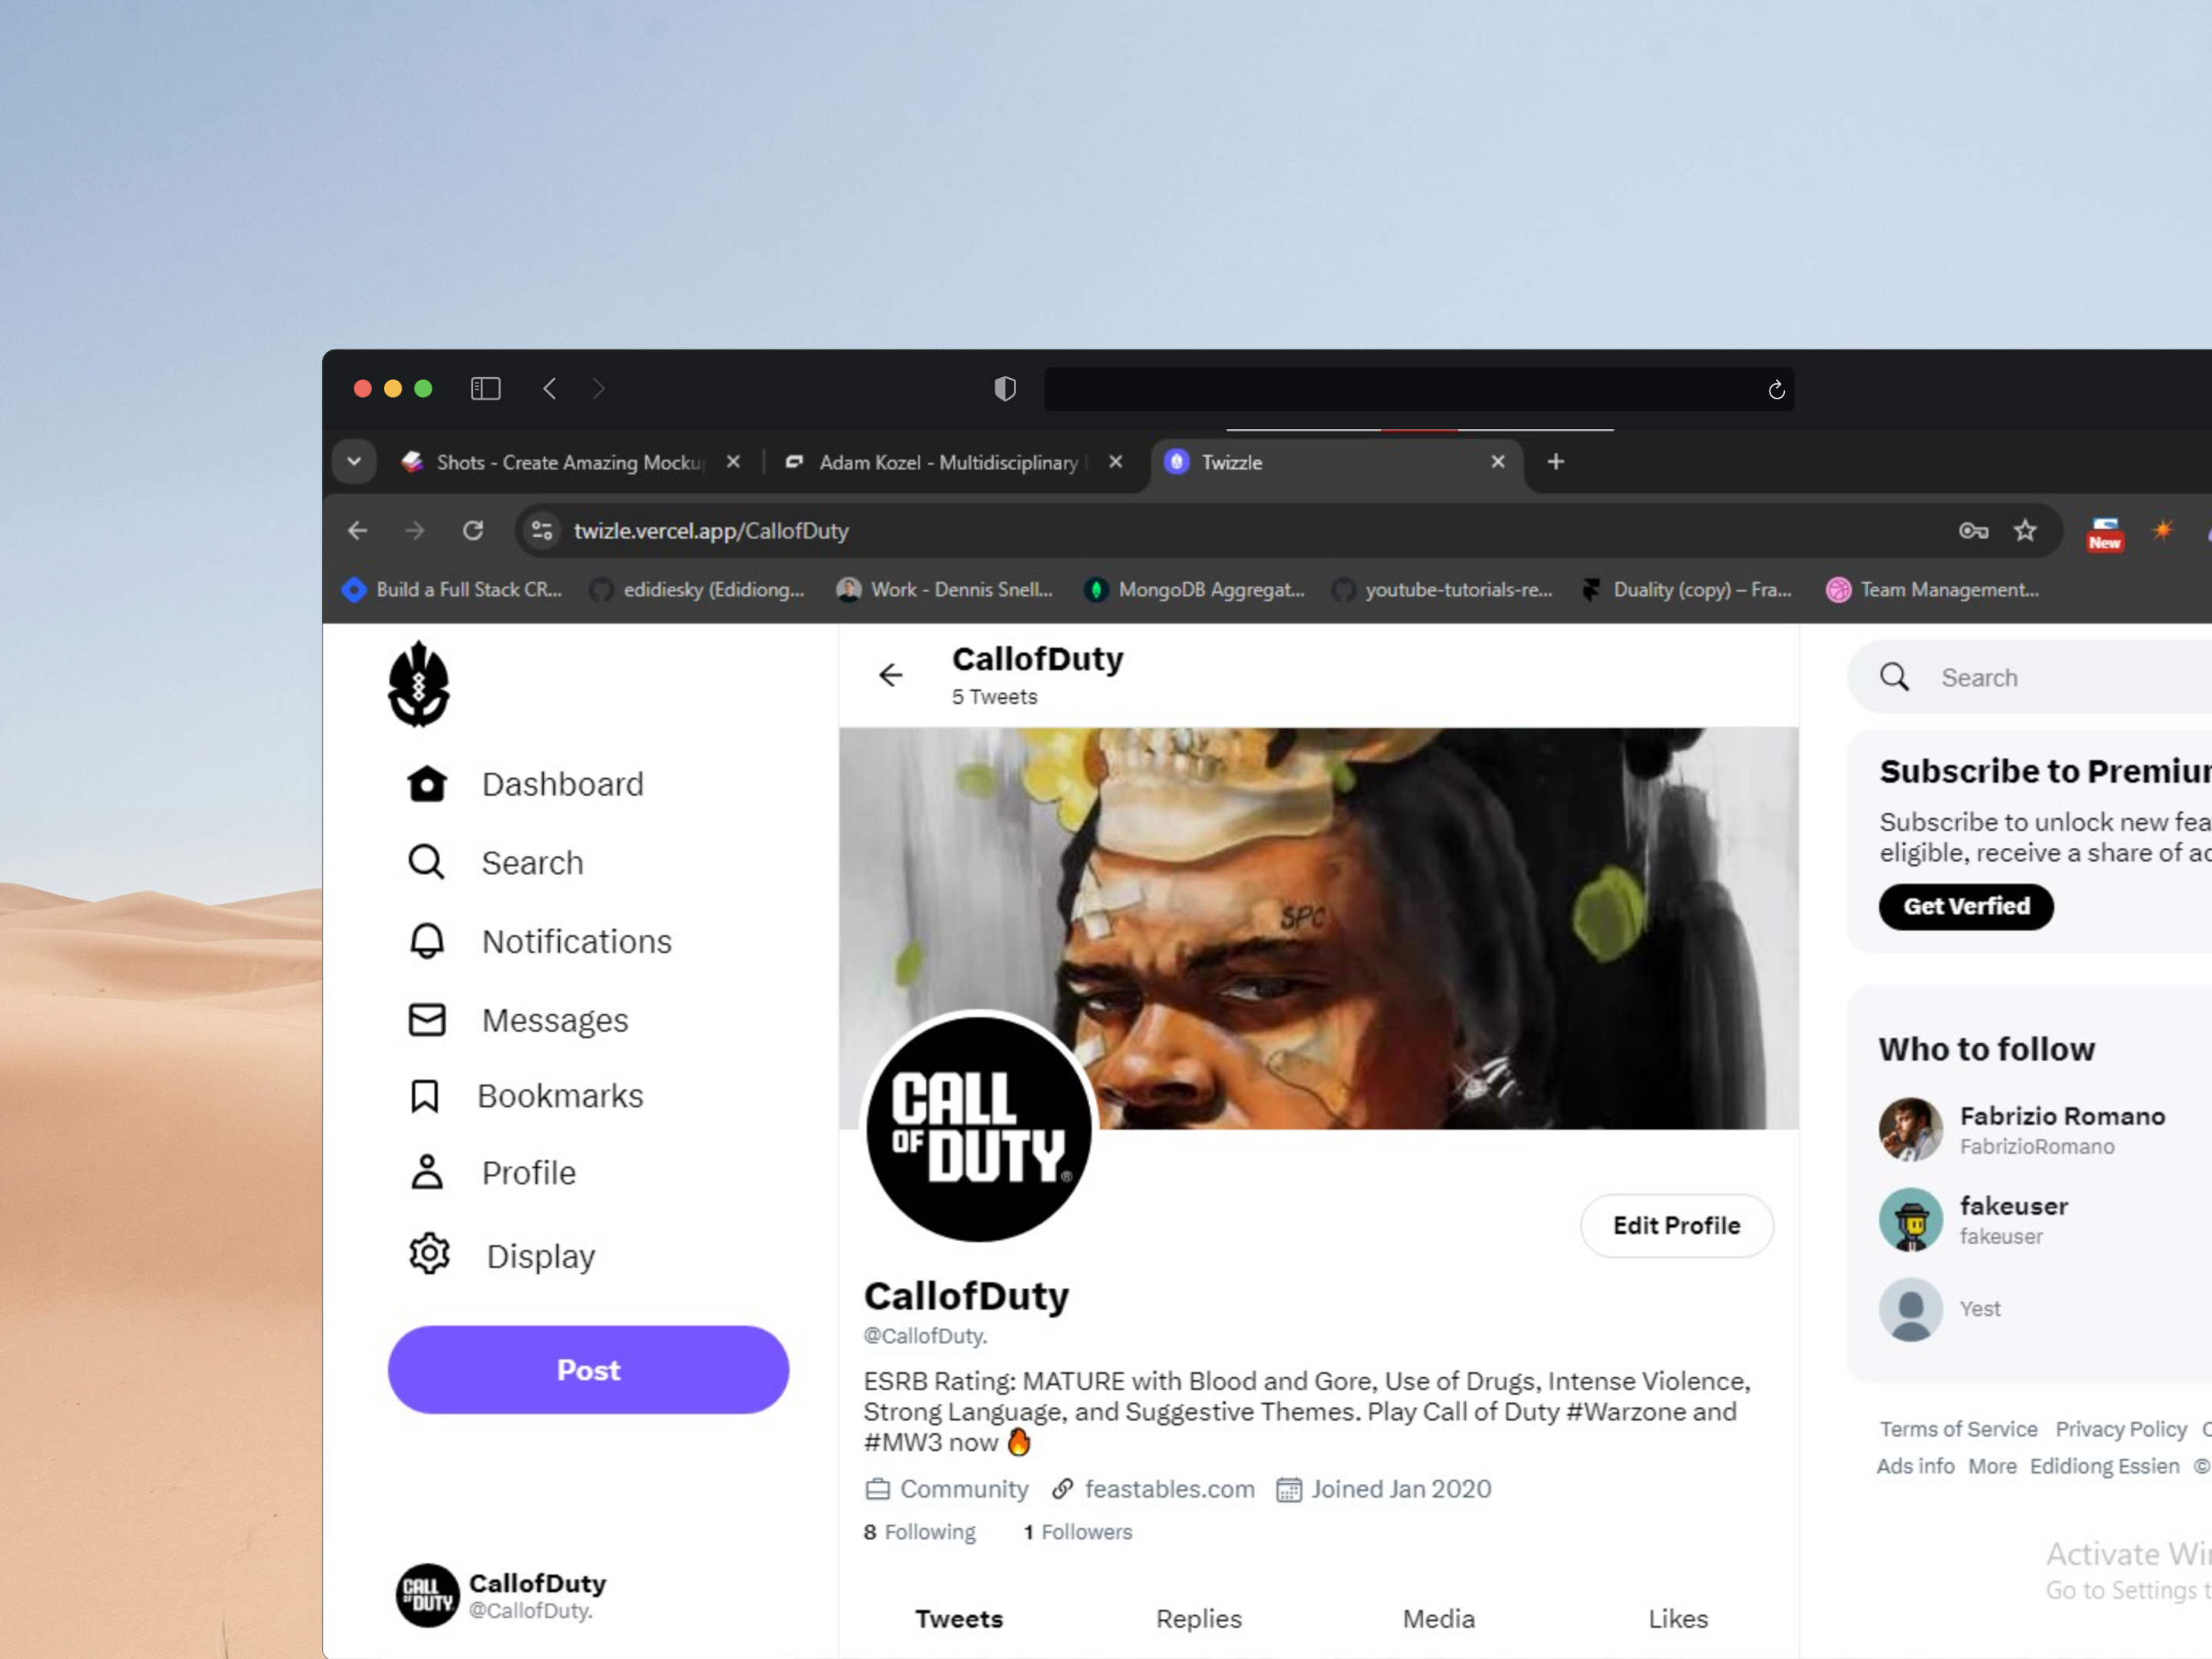 Shots - Create Amazing Mocku
Adam Kozel - Multidisciplinary
Twizzle
twizle.vercel.app/CallofDuty
New
Build a Full Stack CR...
edidiesky (Edidiong...
Work - Dennis Snell...
MongoDB Aggregat...
youtube-tutorials-re...
Duality (copy) – Fra...
Team Management...
Dashboard
Search
Notifications
Messages
Bookmarks
Profile
Display
Post
CallofDuty
@CallofDuty.
CallofDuty
5 Tweets
SPC
CALL
OF DUTY®
Edit Profile
CallofDuty
@CallofDuty.
ESRB Rating: MATURE with Blood and Gore, Use of Drugs, Intense Violence,
Strong Language, and Suggestive Themes. Play Call of Duty #Warzone and
#MW3 now 🔥
Community feastables.com Joined Jan 2020
8 Following 1 Followers
Tweets Replies Media Likes
CALL
OF DUTY
Search
Subscribe to Premiu
Subscribe to unlock new fea
eligible, receive a share of
Get Verfied
Who to follow
Fabrizio Romano
FabrizioRomano
fakeuser
fakeuser
Yest
Terms of Service Privacy Policy
Ads info More Edidiong Essien ©
Activate Wi
Go to Settings t